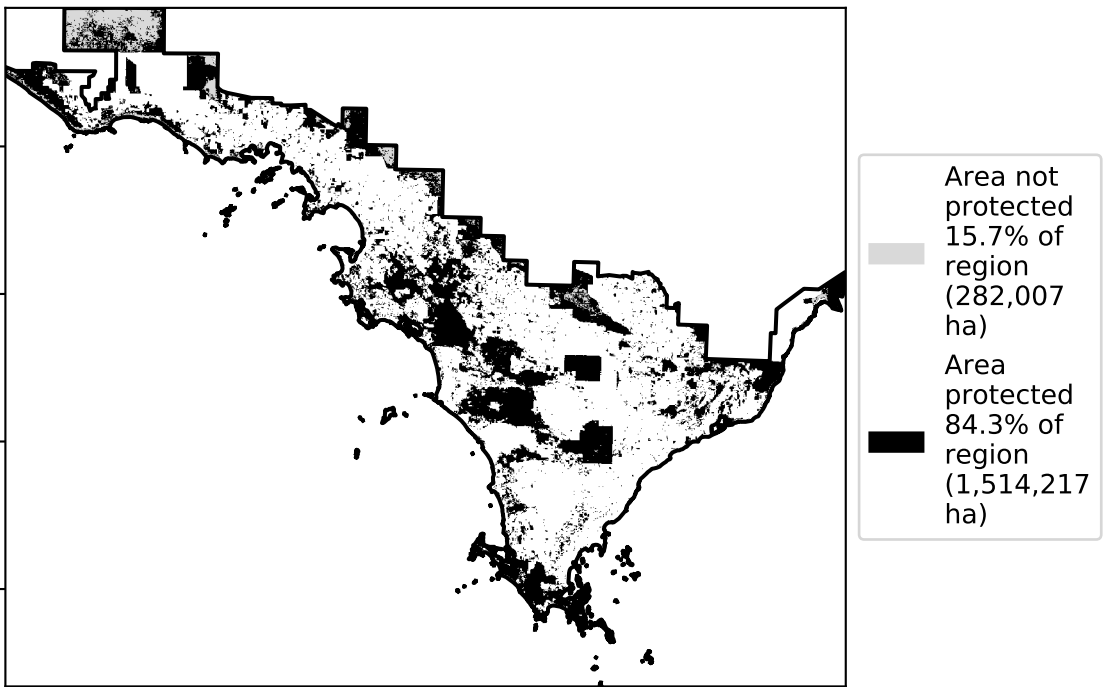 Area not
protected
15.7% of
region
(282,007
ha)
Area
protected
84.3% of
region
(1,514,217
ha)